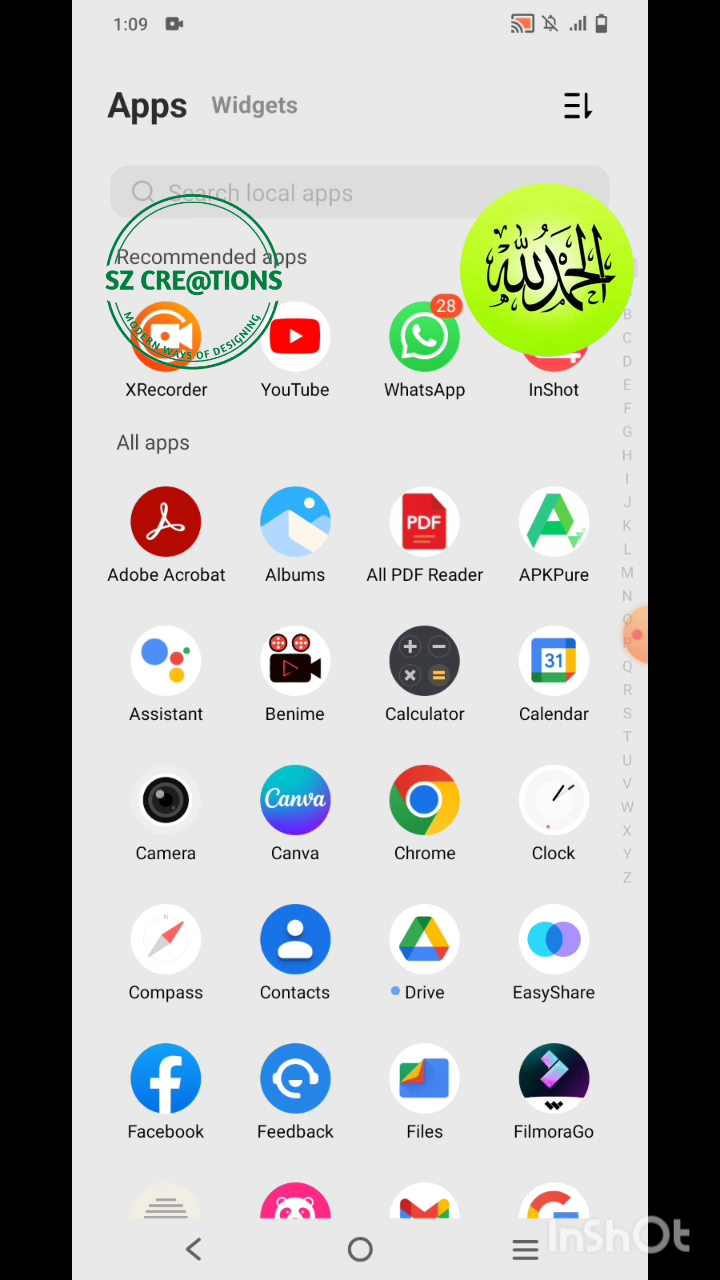 1:09
Apps Widgets
Search local apps
Recommended apps
SZ CRE@TIONS
MODERN WAYS OF DESIGNING
الحمد لله
28
XRecorder YouTube WhatsApp InShot
All apps
PDF
Adobe Acrobat Albums All PDF Reader APKPure
31
Assistant Benime Calculator Calendar
Canva
Camera Canva Chrome Clock
N
Compass Contacts Drive EasyShare
Facebook Feedback Files FilmoraGo
B
C
D
E
F
G
H
I
J
K
L
M
N
O
P
Q
R
S
T
U
V
W
X
Y
Z
InShOt